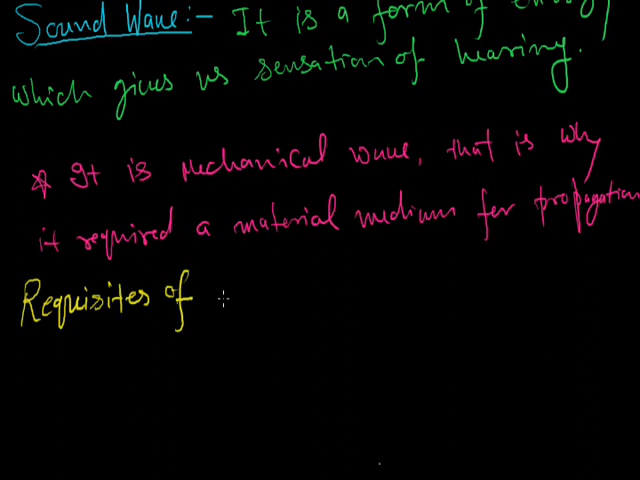 Sound Wave:- It is a form of energy
which gives us sensation of hearing.
* It is mechanical wave, that is why
it required a material medium for propagation
Requisites of